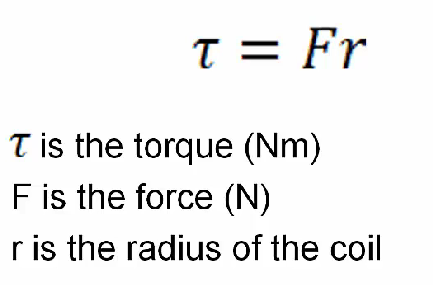 τ = Fr
τ is the torque (Nm)
F is the force (N)
r is the radius of the coil